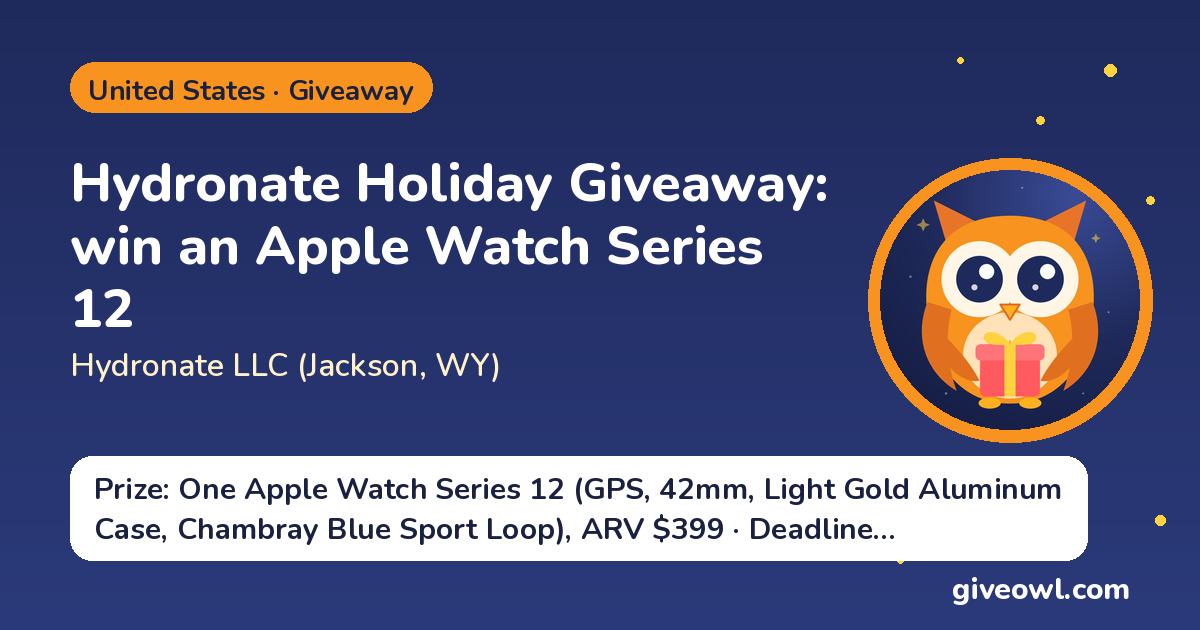 United States · Giveaway
Hydronate Holiday Giveaway:
win an Apple Watch Series
12
Hydronate LLC (Jackson, WY)
Prize: One Apple Watch Series 12 (GPS, 42mm, Light Gold Aluminum
Case, Chambray Blue Sport Loop), ARV $399 · Deadline...
giveowl.com